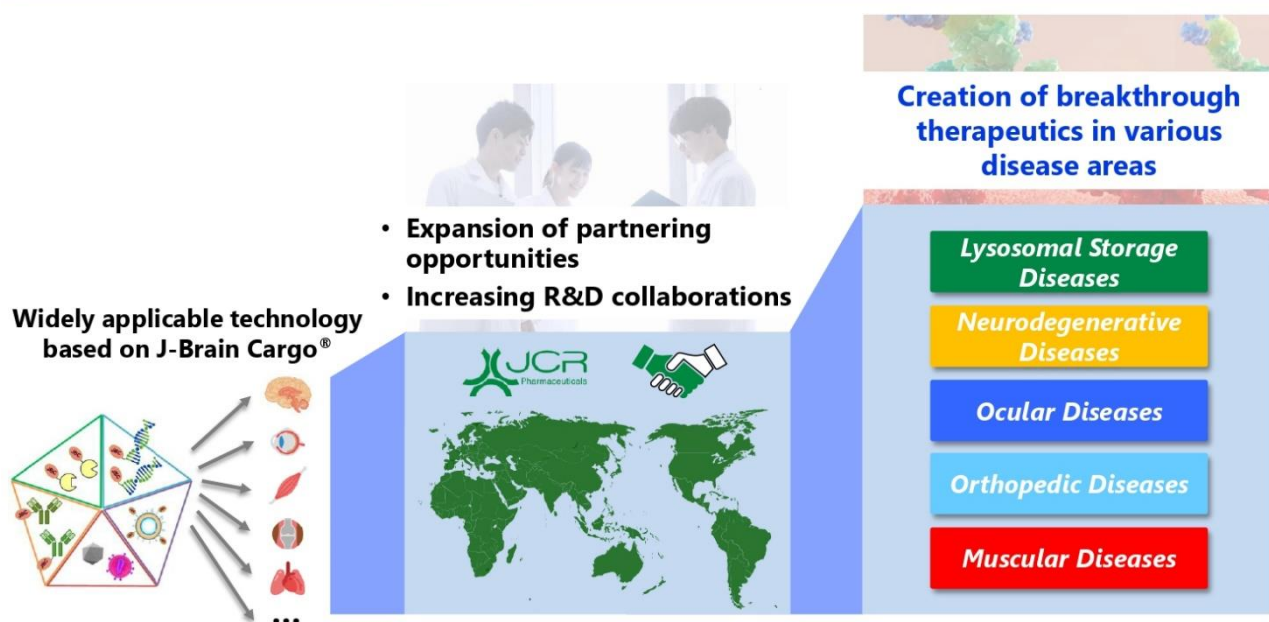 Widely applicable technology
based on J-Brain Cargo®
• Expansion of partnering
opportunities
• Increasing R&D collaborations
JCR
Pharmaceuticals
Creation of breakthrough
therapeutics in various
disease areas
Lysosomal Storage
Diseases
Neurodegenerative
Diseases
Ocular Diseases
Orthopedic Diseases
Muscular Diseases